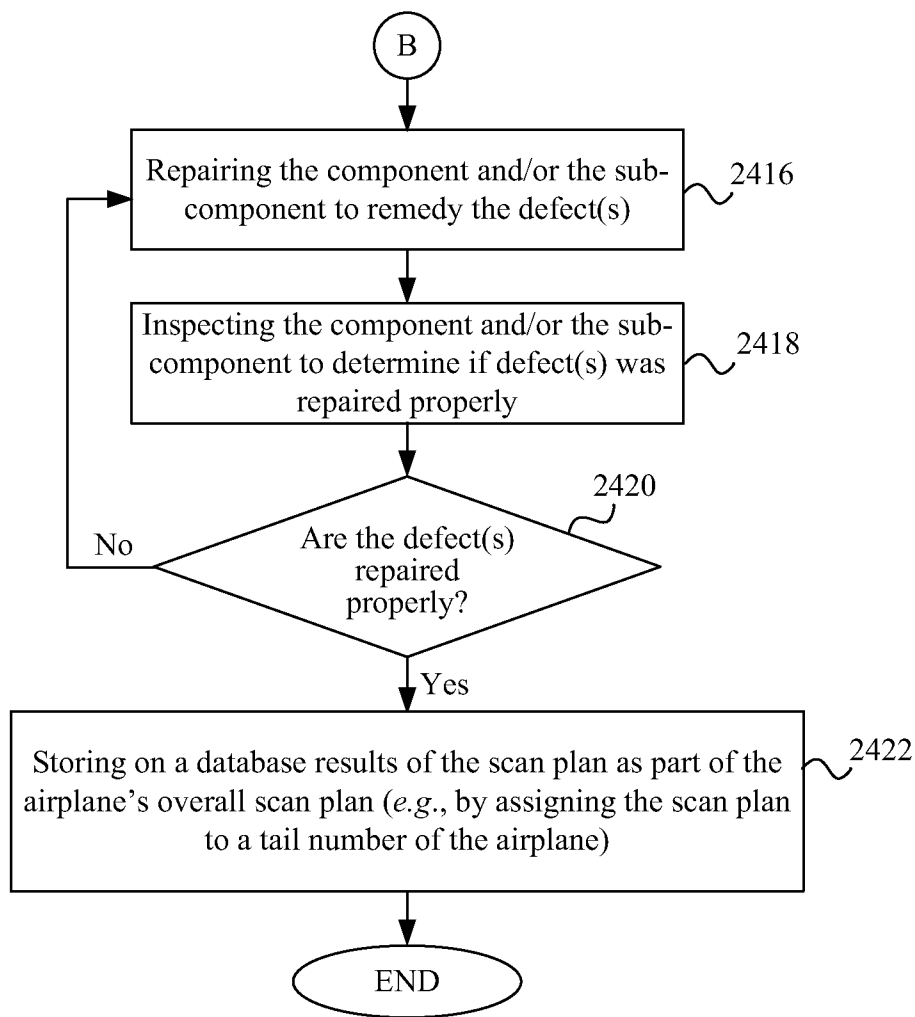 B
Repairing the component and/or the sub-
component to remedy the defect(s)
2416
Inspecting the component and/or the sub-
component to determine if defect(s) was
repaired properly
2418
2420
Are the defect(s)
repaired
properly?
No
Yes
Storing on a database results of the scan plan as part of the
airplane’s overall scan plan (e.g., by assigning the scan plan
to a tail number of the airplane)
2422
END